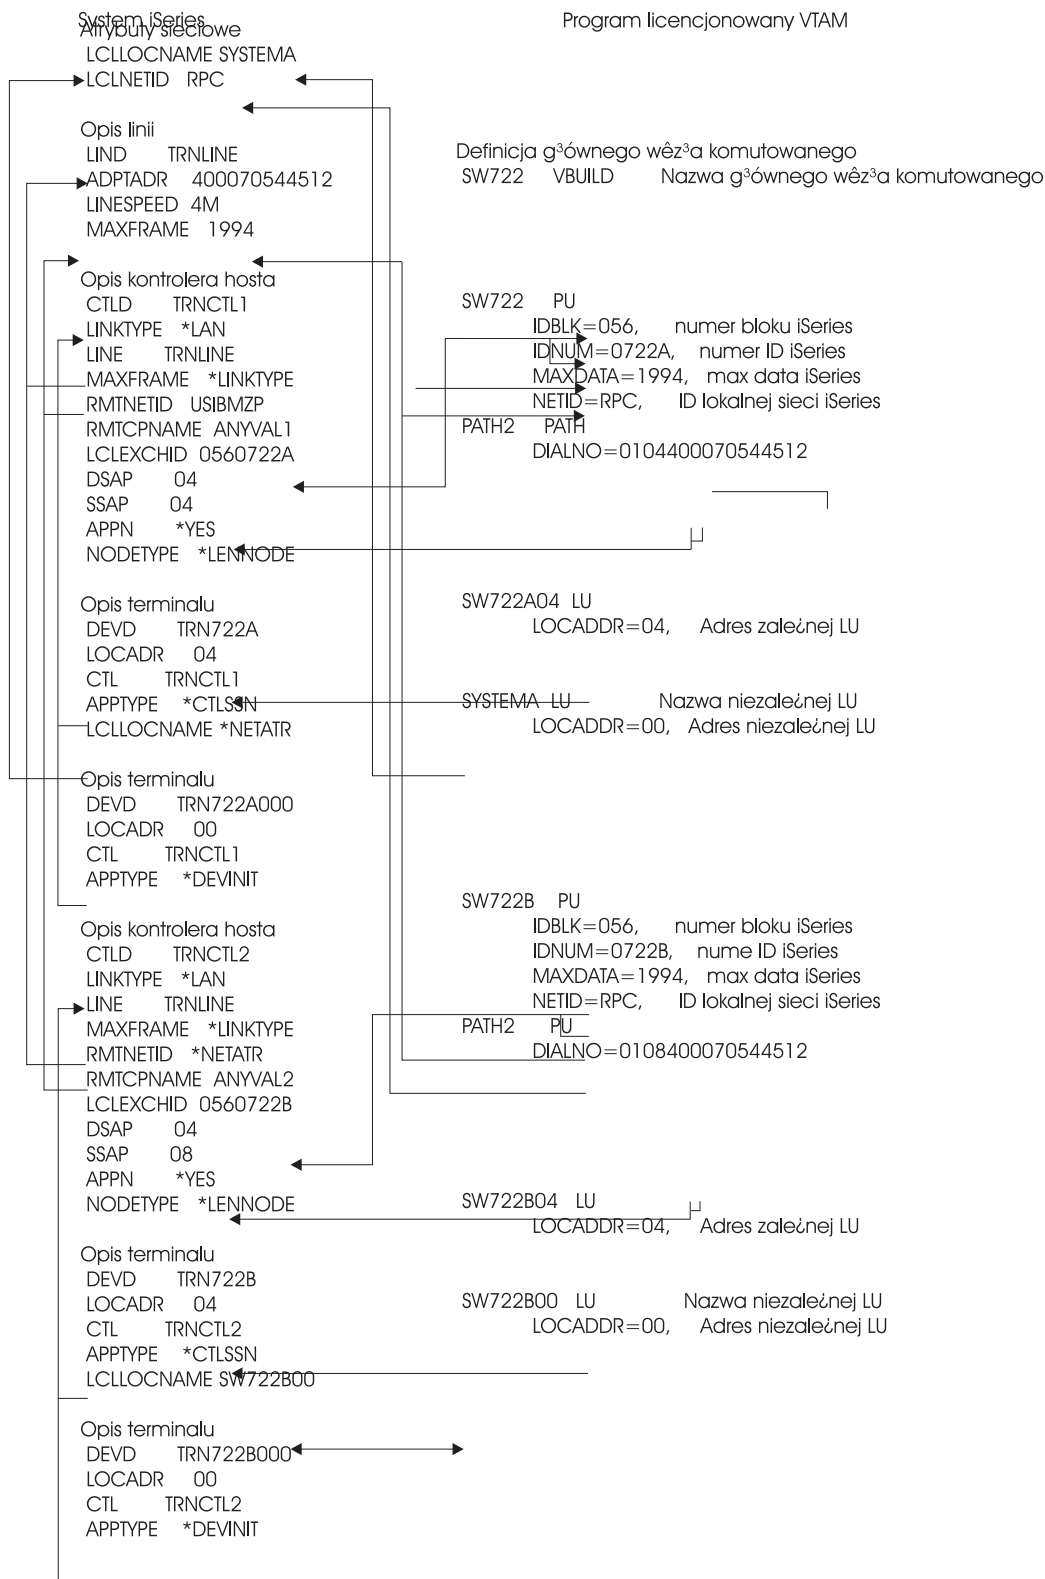 System iSeries
Atrybuty sieciowe
LCLLOCNAME SYSTEMA
LCLNETID RPC
Opis linii
LIND TRNLINE
ADPTADR 400070544512
LINESPEED 4M
MAXFRAME 1994
Opis kontrolera hosta
CTLD TRNCTL1
LINKTYPE *LAN
LINE TRNLINE
MAXFRAME *LINKTYPE
RMTNETID USIBMZP
RMTCPNAME ANYVAL1
LCLEXCHID 0560722A
DSAP 04
SSAP 04
APPN *YES
NODETYPE *LENNODE
Opis terminalu
DEVD TRN722A
LOCADR 04
CTL TRNCTL1
APPTYPE *CTLSSN
LCLLOCNAME *NETATR
Opis terminalu
DEVD TRN722A000
LOCADR 00
CTL TRNCTL1
APPTYPE *DEVINIT
Opis kontrolera hosta
CTLD TRNCTL2
LINKTYPE *LAN
LINE TRNLINE
MAXFRAME *LINKTYPE
RMTNETID *NETATR
RMTCPNAME ANYVAL2
LCLEXCHID 0560722B
DSAP 04
SSAP 08
APPN *YES
NODETYPE *LENNODE
Opis terminalu
DEVD TRN722B
LOCADR 04
CTL TRNCTL2
APPTYPE *CTLSSN
LCLLOCNAME SW722B00
Opis terminalu
DEVD TRN722B000
LOCADR 00
CTL TRNCTL2
APPTYPE *DEVINIT
Program licencjonowany VTAM
Definicja g³ównego wêz³a komutowanego
SW722 VBUILD Nazwa g³ównego wêz³a komutowanego
SW722 PU
IDBLK=056, numer bloku iSeries
IDNUM=0722A, numer ID iSeries
MAXDATA=1994, max data iSeries
NETID=RPC, ID lokalnej sieci iSeries
PATH2 PATH
DIALNO=0104400070544512
SW722A04 LU
LOCADDR=04, Adres zale¿nej LU
SYSTEMA LU Nazwa niezale¿nej LU
LOCADDR=00, Adres niezale¿nej LU
SW722B PU
IDBLK=056, numer bloku iSeries
IDNUM=0722B, nume ID iSeries
MAXDATA=1994, max data iSeries
NETID=RPC, ID lokalnej sieci iSeries
PATH2 PU
DIALNO=0108400070544512
SW722B04 LU
LOCADDR=04, Adres zale¿nej LU
SW722B00 LU Nazwa niezale¿nej LU
LOCADDR=00, Adres niezale¿nej LU